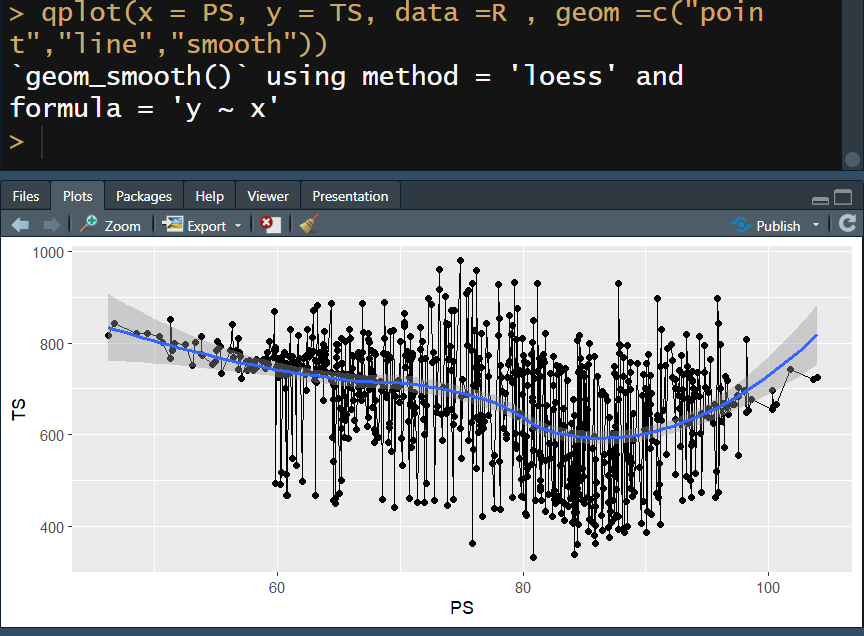 > qplot(x = PS, y = TS, data =R , geom =c("poin
t","line","smooth"))
`geom_smooth()` using method = 'loess' and
formula = 'y ~ x'
>
Files Plots Packages Help Viewer Presentation
Zoom Export Publish
1000
800
600
400
TS
60 80 100
PS